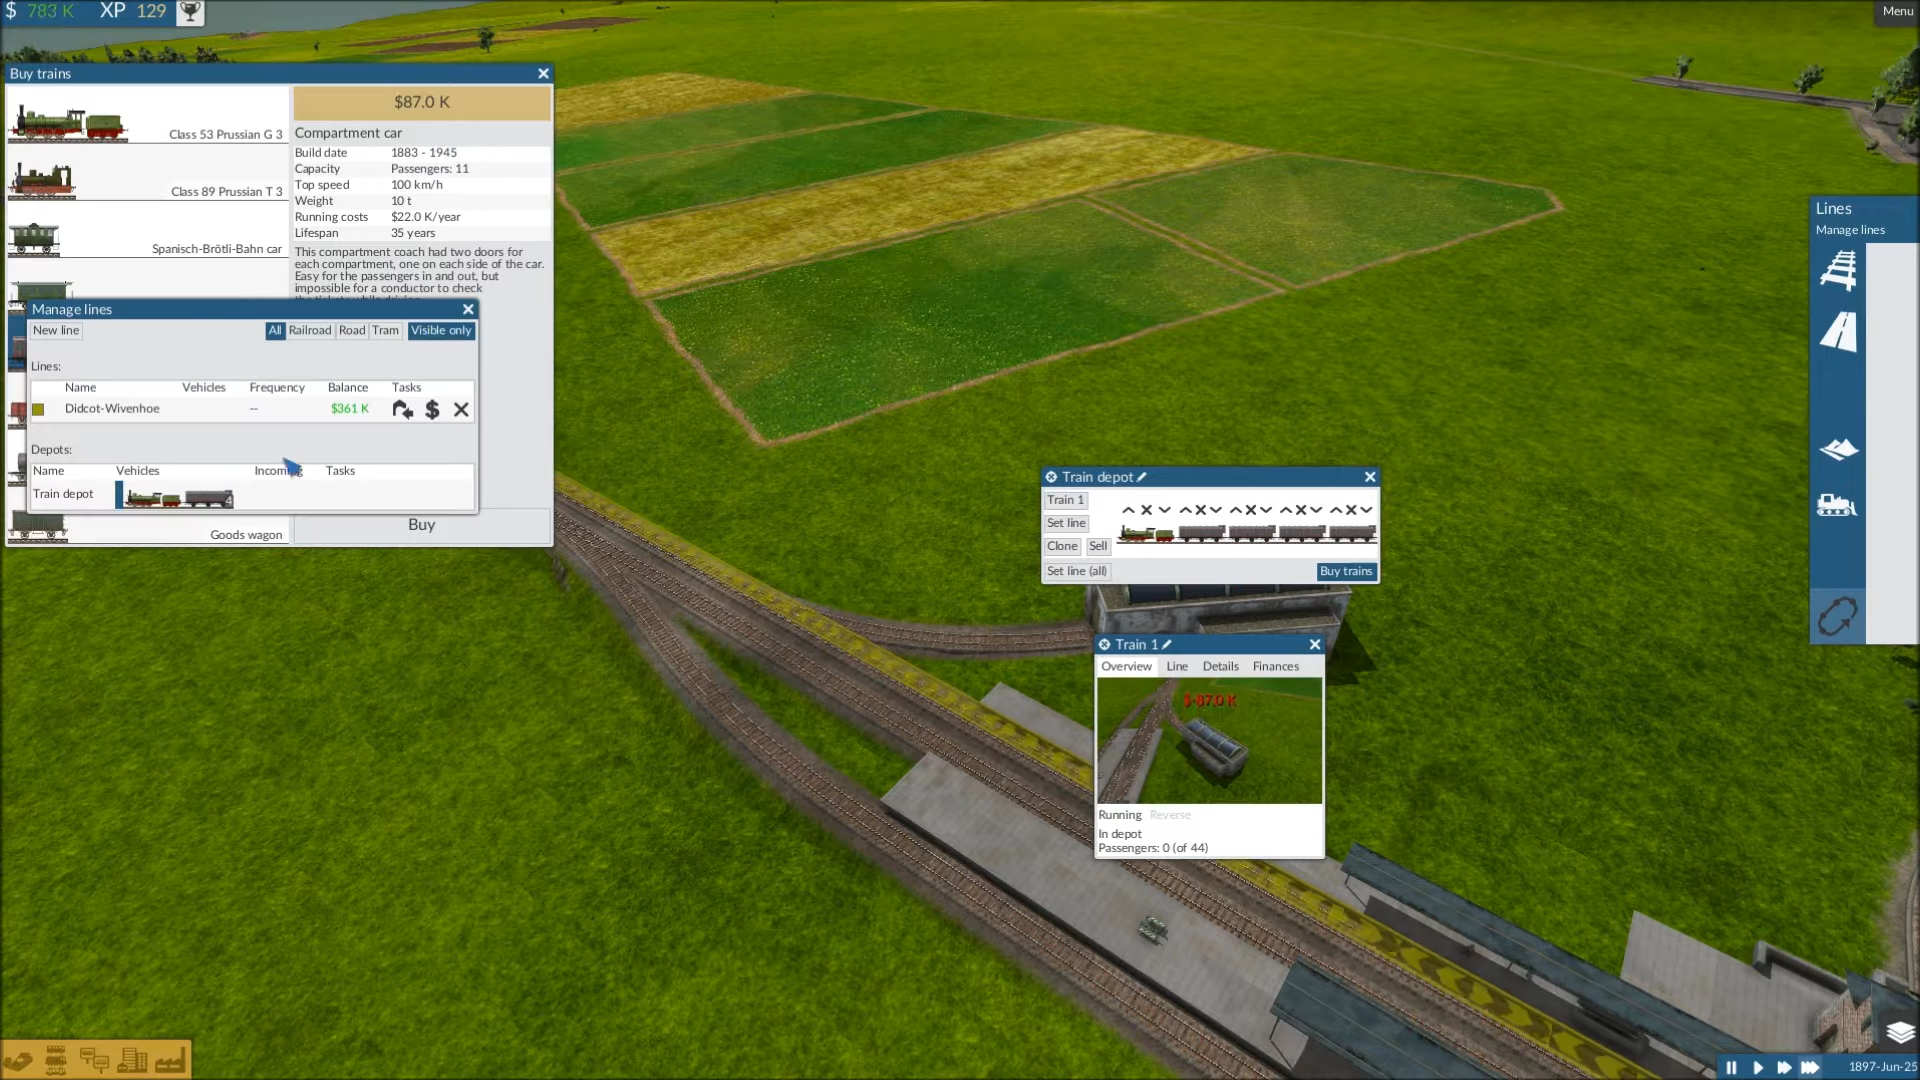 $ 783 K XP 129
Menu
Buy trains
Class 53 Prussian G 3
Class 89 Prussian T 3
Spanisch-Brötli-Bahn car
Goods wagon
$87.0 K
Compartment car
Build date 1883 - 1945
Capacity Passengers: 11
Top speed 100 km/h
Weight 10 t
Running costs $22.0 K/year
Lifespan 35 years
This compartment coach had two doors for
each compartment, one on each side of the car.
Easy for the passengers in and out, but
impossible for a conductor to check
Buy
Manage lines
New line All Railroad Road Tram Visible only
Lines:
Name Vehicles Frequency Balance Tasks
Didcot-Wivenhoe -- $361 K
Depots:
Name Vehicles Incoming Tasks
Train depot 4
Lines
Manage lines
Train depot
Train 1
Set line
Clone Sell
Set line (all) Buy trains
Train 1
Overview Line Details Finances
$-87.0 K
Running Reverse
In depot
Passengers: 0 (of 44)
1897-Jun-25